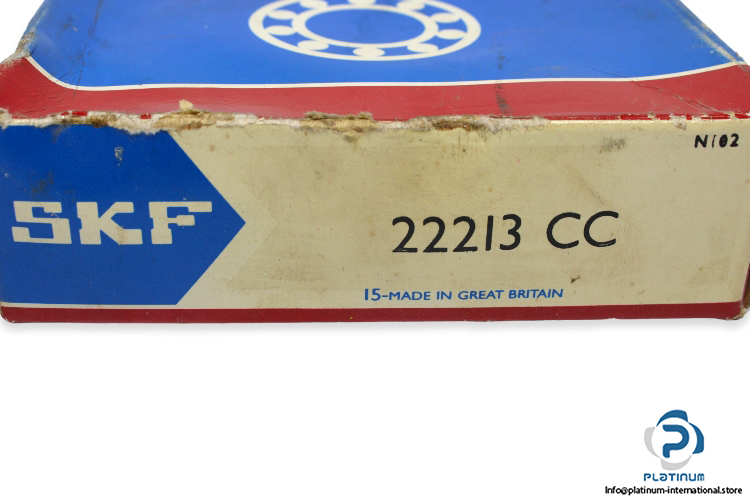 N102
SKF
22213 CC
15-MADE IN GREAT BRITAIN
PLATINUM
Info@platinum-international.store